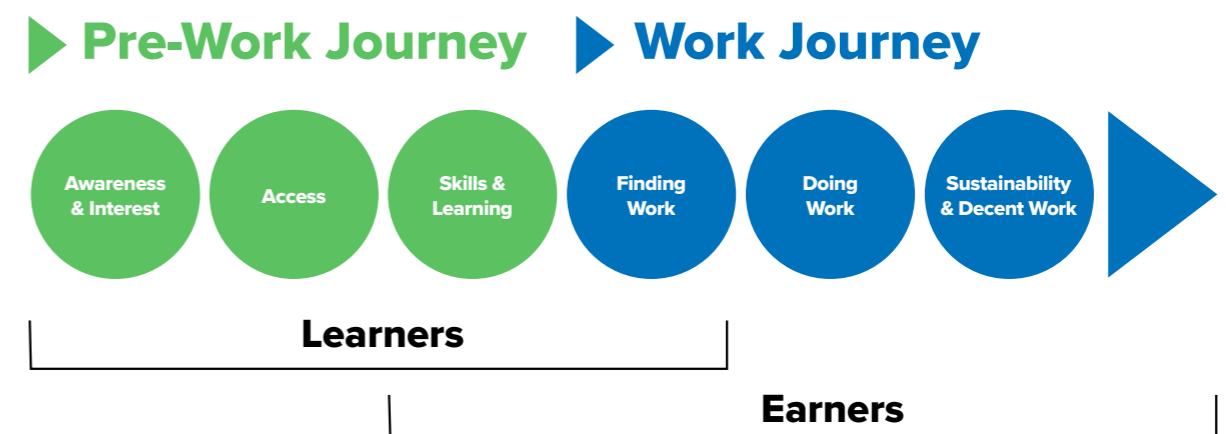 Pre-Work Journey
Work Journey
Awareness
& Interest
Access
Skills &
Learning
Finding
Work
Doing
Work
Sustainability
& Decent Work
Learners
Earners